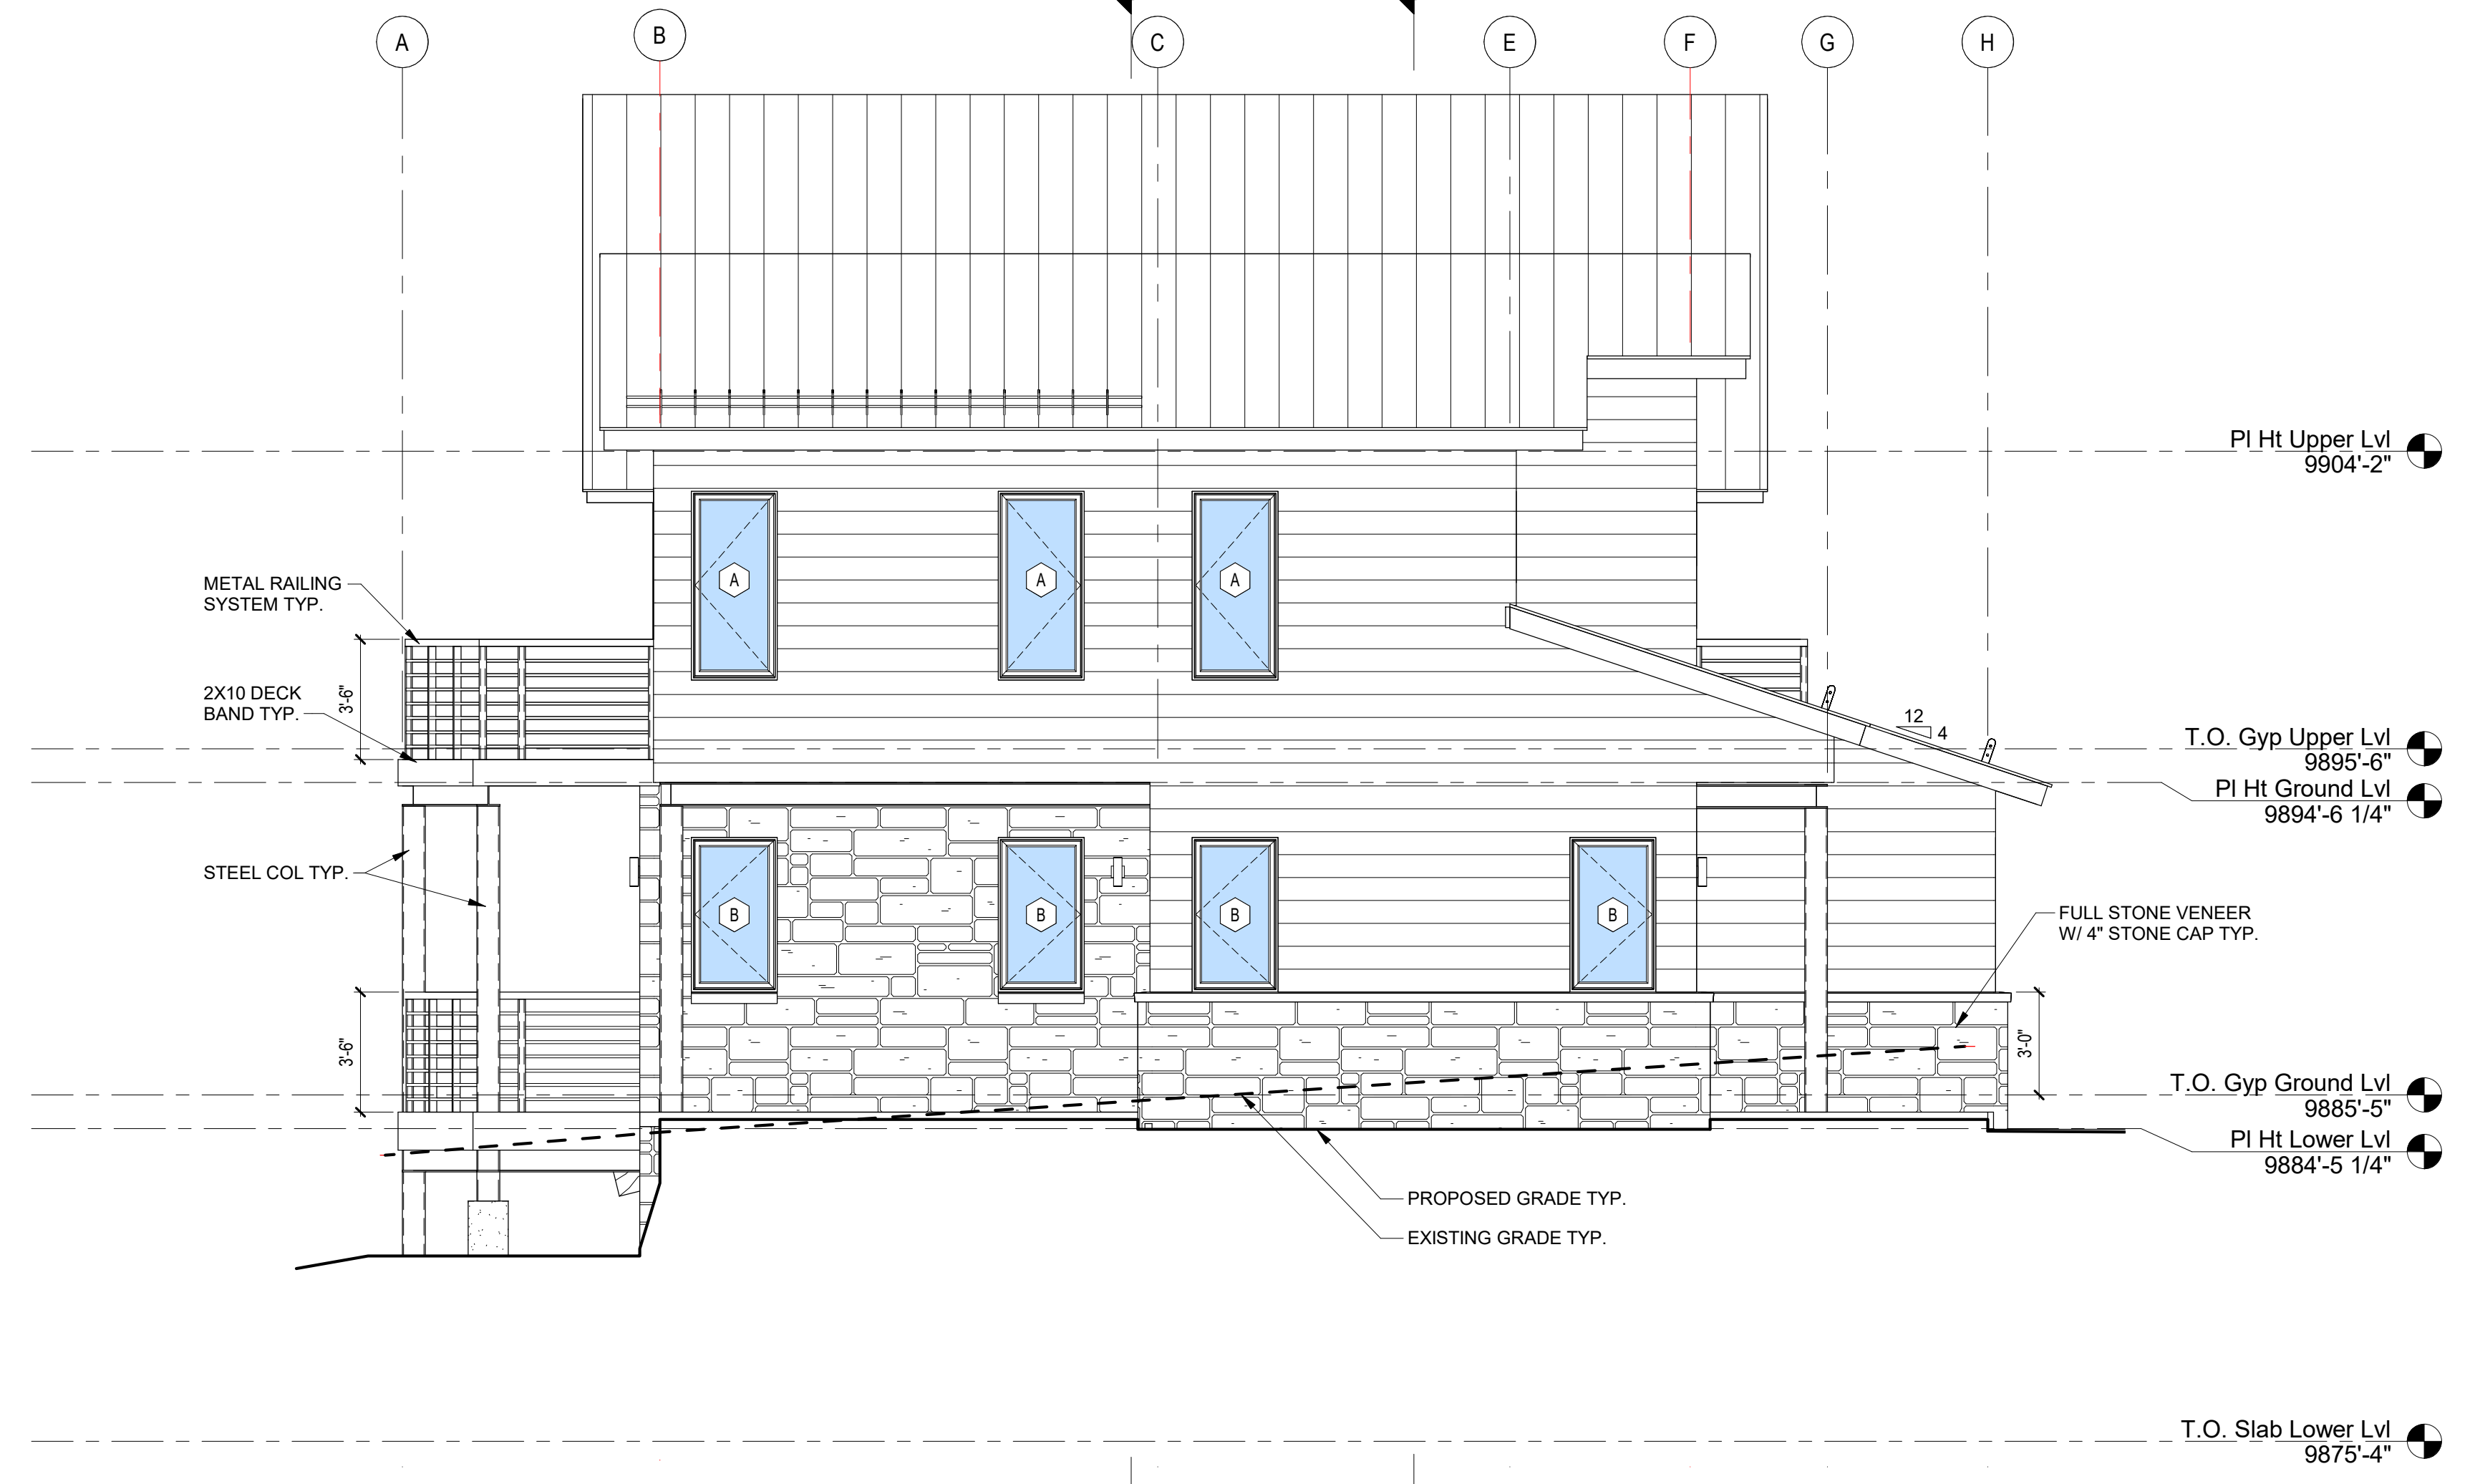 A
B
C
E
F
G
H
Pl Ht Upper Lvl
9904'-2"
A
A
A
METAL RAILING
SYSTEM TYP.
3'-6"
2X10 DECK
BAND TYP.
12
4
T.O. Gyp Upper Lvl
9895'-6"
Pl Ht Ground Lvl
9894'-6 1/4"
STEEL COL TYP.
B
B
B
B
FULL STONE VENEER
W/ 4" STONE CAP TYP.
3'-6"
3'-0"
T.O. Gyp Ground Lvl
9885'-5"
Pl Ht Lower Lvl
9884'-5 1/4"
PROPOSED GRADE TYP.
EXISTING GRADE TYP.
T.O. Slab Lower Lvl
9875'-4"